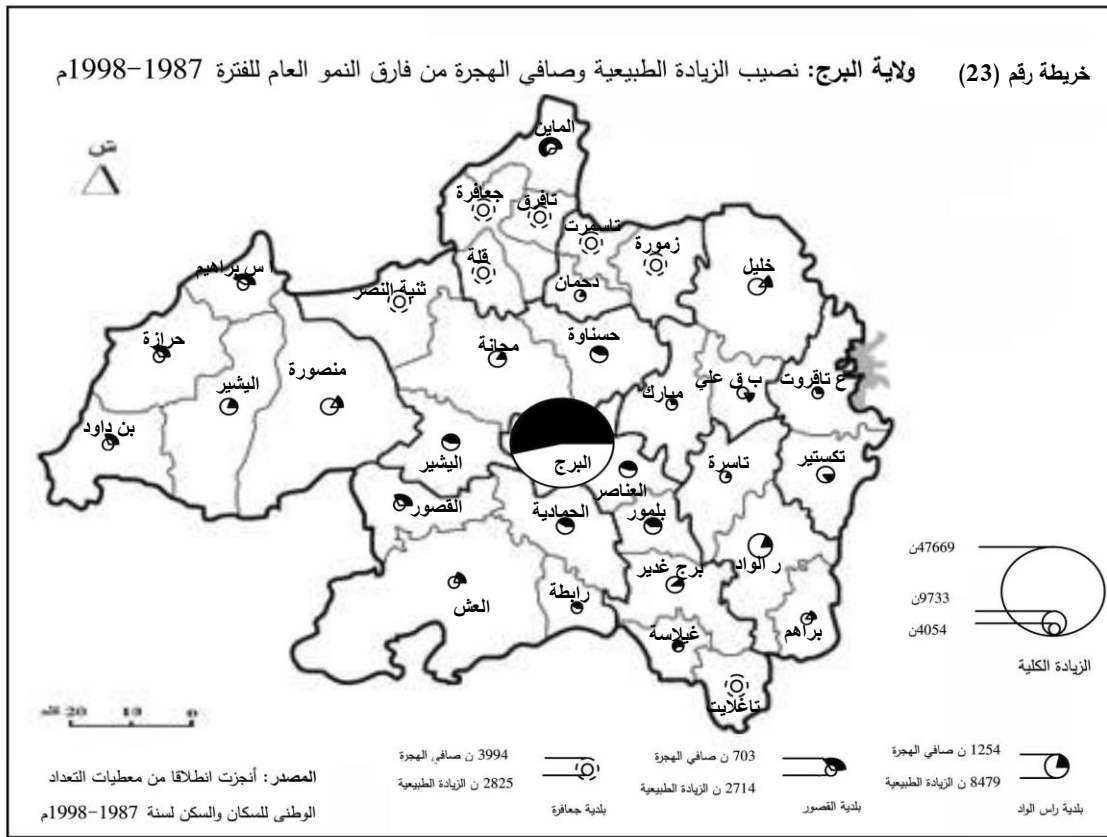 خريطة رقم (23) ولاية البرج: نصيب الزيادة الطبيعية وصافي الهجرة من فارق النمو العام للفترة 1987-1998م
ش
الماين
جعافرة
تافرق
تاسمرت
زمورة
خليل
قلة
دحمان
ا س براهيم
ثنية النصر
حسناوة
مجانة
حرازة
منصورة
اليشير
ب ق علي
ع تاقروت
مبارك
بن داود
اليشير
البرج
العناصر
تاسرة
تكستير
القصور
الحمادية
بلمور
ر الواد
برج غدير
العش
رابطة
غيلاسة
براهم
تاغلايت
47669ن
9733ن
4054ن
الزيادة الكلية
0 10 20 كلم
1254 ن صافي الهجرة
8479 ن الزيادة الطبيعية
بلدية راس الواد
703 ن صافي الهجرة
2714 ن الزيادة الطبيعية
بلدية القصور
3994 ن صافي الهجرة
2825 ن الزيادة الطبيعية
بلدية جعافرة
المصدر: أنجزت انطلاقا من معطيات التعداد
الوطنى للسكان والسكن لسنة 1987-1998م